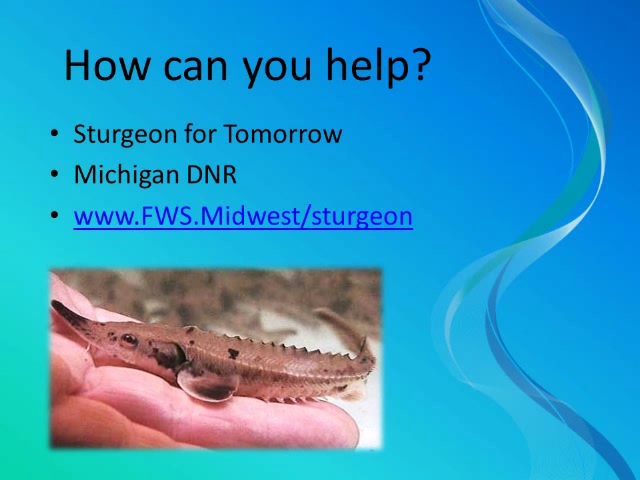 How can you help?
• Sturgeon for Tomorrow
• Michigan DNR
• www.FWS.Midwest/sturgeon